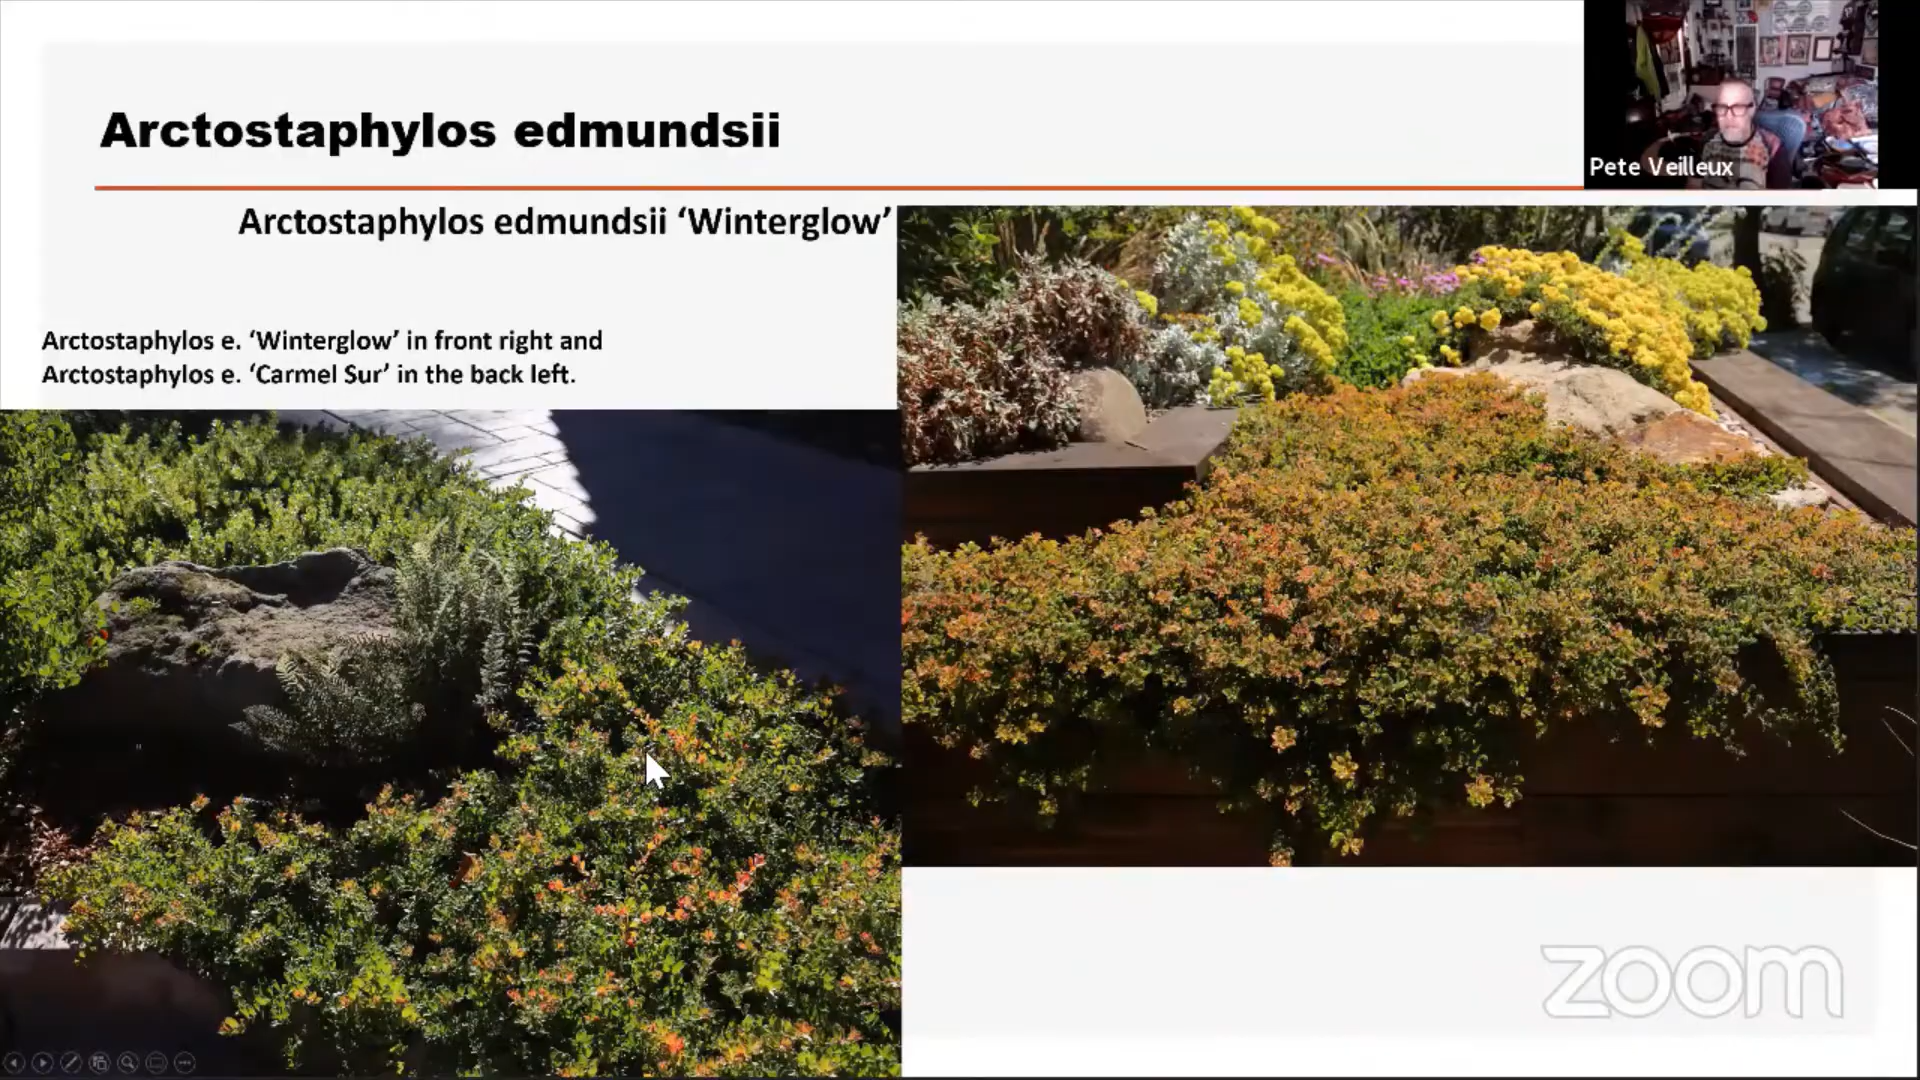 Arctostaphylos edmundsii
Pete Veilleux
Arctostaphylos edmundsii ‘Winterglow’
Arctostaphylos e. ‘Winterglow’ in front right and
Arctostaphylos e. ‘Carmel Sur’ in the back left.
zoom